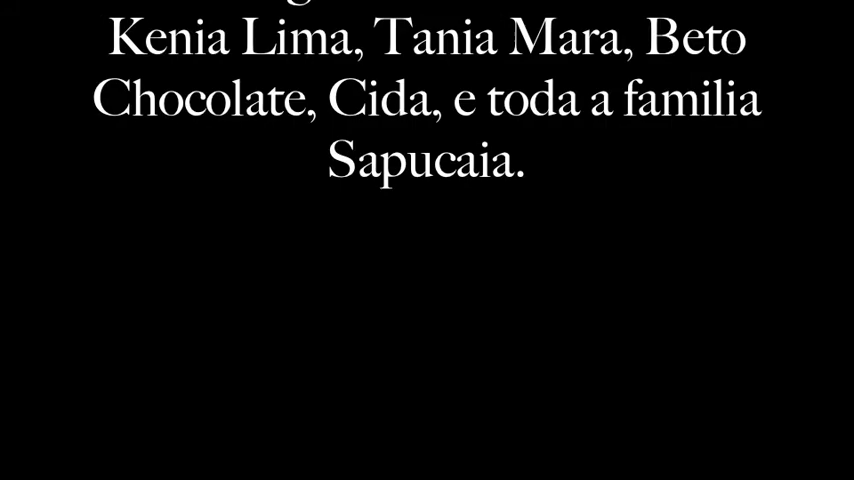 Kenia Lima, Tania Mara, Beto
Chocolate, Cida, e toda a familia
Sapucaia.